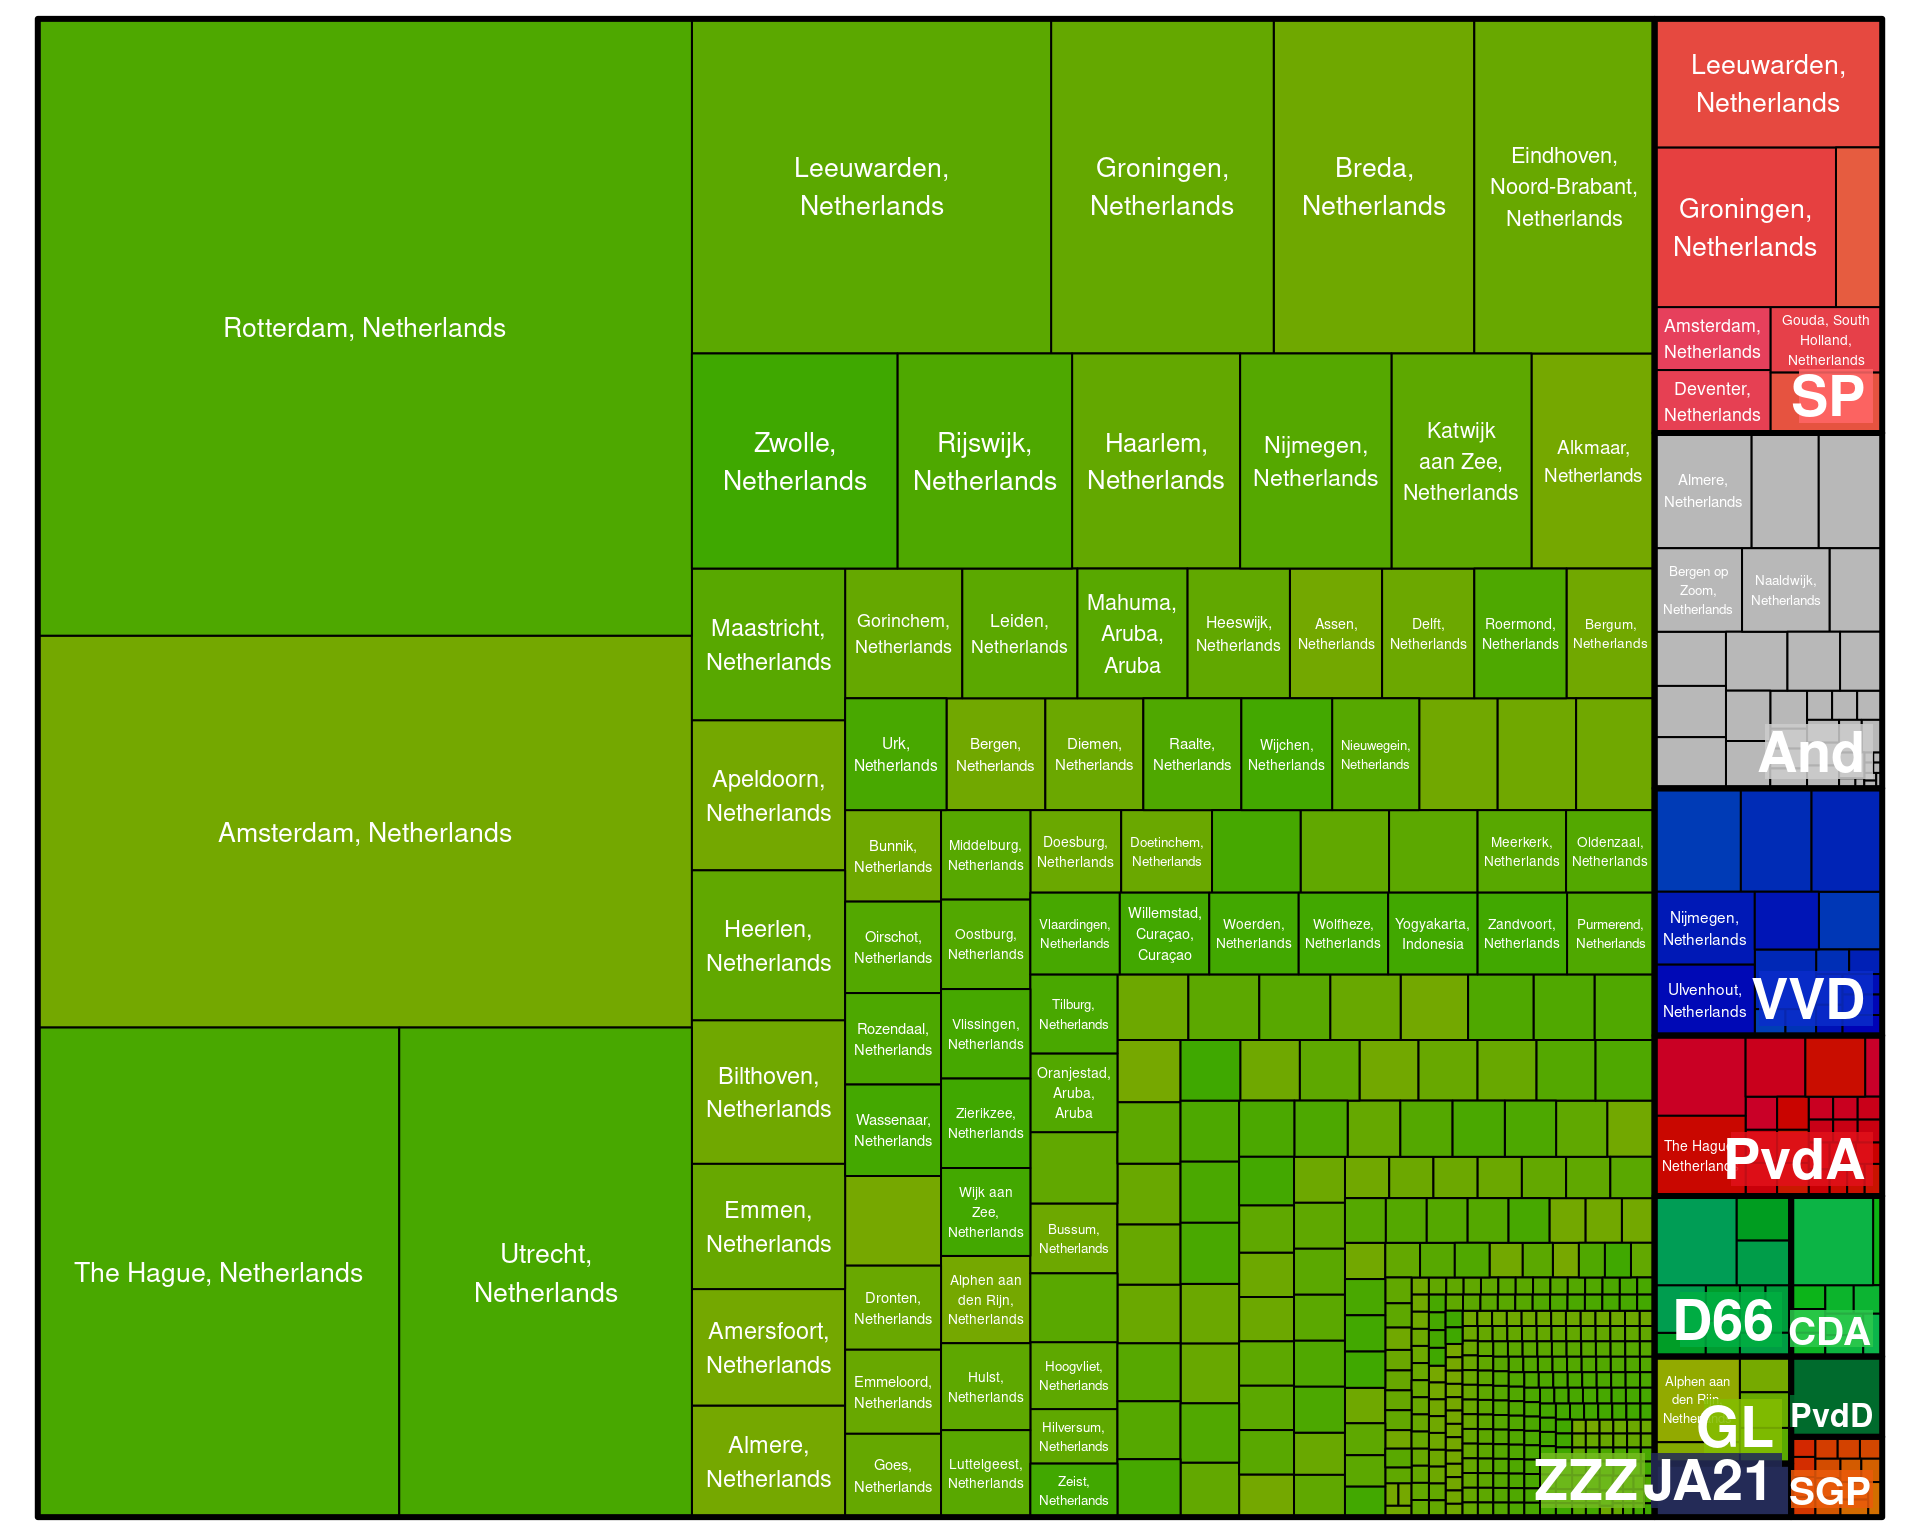 Rotterdam, Netherlands
Amsterdam, Netherlands
The Hague, Netherlands
Utrecht,
Netherlands
Leeuwarden,
Netherlands
Groningen,
Netherlands
Breda,
Netherlands
Eindhoven,
Noord-Brabant,
Netherlands
Zwolle,
Netherlands
Rijswijk,
Netherlands
Haarlem,
Netherlands
Nijmegen,
Netherlands
Katwijk
aan Zee,
Netherlands
Alkmaar,
Netherlands
Maastricht,
Netherlands
Apeldoorn,
Netherlands
Heerlen,
Netherlands
Bilthoven,
Netherlands
Emmen,
Netherlands
Amersfoort,
Netherlands
Almere,
Netherlands
Gorinchem,
Netherlands
Leiden,
Netherlands
Mahuma,
Aruba,
Aruba
Heeswijk,
Netherlands
Assen,
Netherlands
Delft,
Netherlands
Roermond,
Netherlands
Bergum,
Netherlands
Urk,
Netherlands
Bergen,
Netherlands
Diemen,
Netherlands
Raalte,
Netherlands
Wijchen,
Netherlands
Nieuwegein,
Netherlands
Bunnik,
Netherlands
Oirschot,
Netherlands
Rozendaal,
Netherlands
Wassenaar,
Netherlands
Dronten,
Netherlands
Emmeloord,
Netherlands
Goes,
Netherlands
Middelburg,
Netherlands
Oostburg,
Netherlands
Vlissingen,
Netherlands
Zierikzee,
Netherlands
Wijk aan
Zee,
Netherlands
Alphen aan
den Rijn,
Netherlands
Hulst,
Netherlands
Luttelgeest,
Netherlands
Doesburg,
Netherlands
Doetinchem,
Netherlands
Meerkerk,
Netherlands
Oldenzaal,
Netherlands
Vlaardingen,
Netherlands
Willemstad,
Curaçao,
Curaçao
Woerden,
Netherlands
Wolfheze,
Netherlands
Yogyakarta,
Indonesia
Zandvoort,
Netherlands
Purmerend,
Netherlands
Tilburg,
Netherlands
Oranjestad,
Aruba,
Aruba
Bussum,
Netherlands
Hoogvliet,
Netherlands
Hilversum,
Netherlands
Zeist,
Netherlands
ZZZ
Leeuwarden,
Netherlands
Groningen,
Netherlands
Amsterdam,
Netherlands
Gouda, South
Holland,
Netherlands
Deventer,
Netherlands
SP
Almere,
Netherlands
Bergen op
Zoom,
Netherlands
Naaldwijk,
Netherlands
And
Nijmegen,
Netherlands
Ulvenhout,
Netherlands
VVD
The Hague,
Netherlands
PvdA
D66
CDA
Alphen aan
den Rijn,
GL
PvdD
JA21
SGP